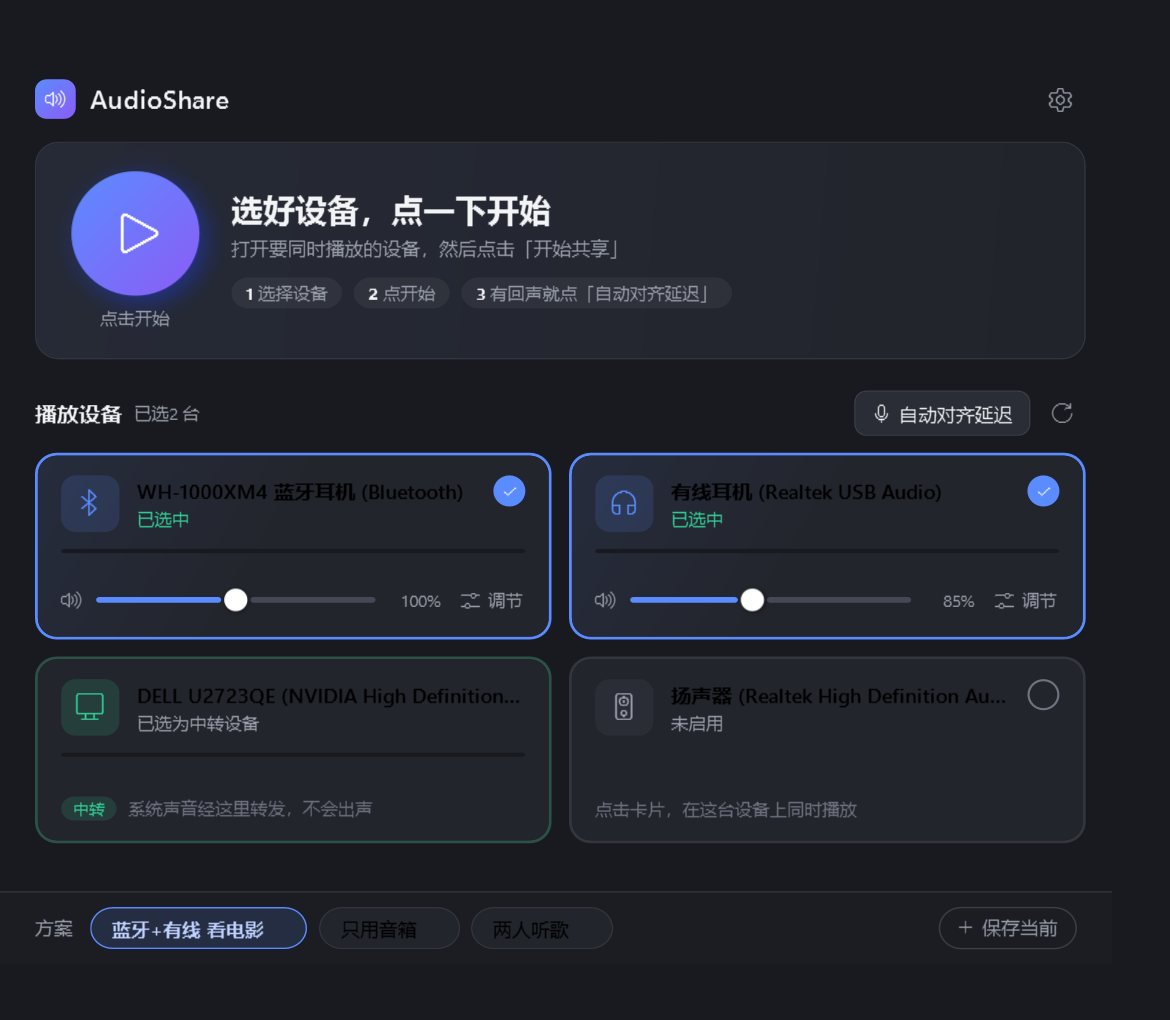 AudioShare
选好设备，点一下开始
打开要同时播放的设备，然后点击「开始共享」
1 选择设备 2 点开始 3 有回声就点「自动对齐延迟」
点击开始
播放设备 已选2 台 自动对齐延迟
WH-1000XM4 蓝牙耳机 (Bluetooth)
已选中
100% 调节
有线耳机 (Realtek USB Audio)
已选中
85% 调节
DELL U2723QE (NVIDIA High Definition...
已选为中转设备
中转 系统声音经这里转发，不会出声
扬声器 (Realtek High Definition Au...
未启用
点击卡片，在这台设备上同时播放
方案 蓝牙+有线 看电影 只用音箱 两人听歌 + 保存当前